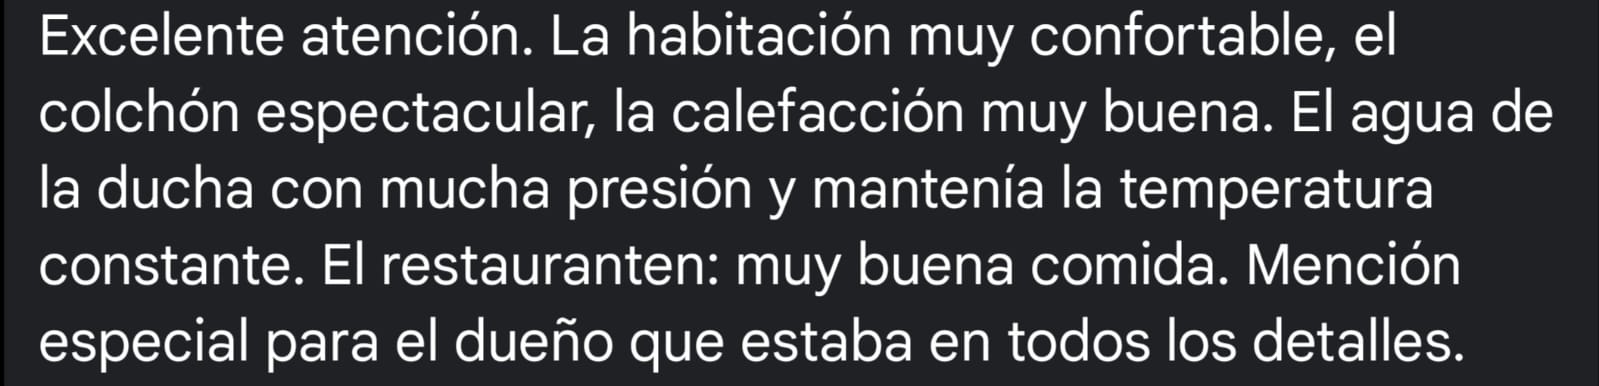 Excelente atención. La habitación muy confortable, el
colchón espectacular, la calefacción muy buena. El agua de
la ducha con mucha presión y mantenía la temperatura
constante. El restauranten: muy buena comida. Mención
especial para el dueño que estaba en todos los detalles.